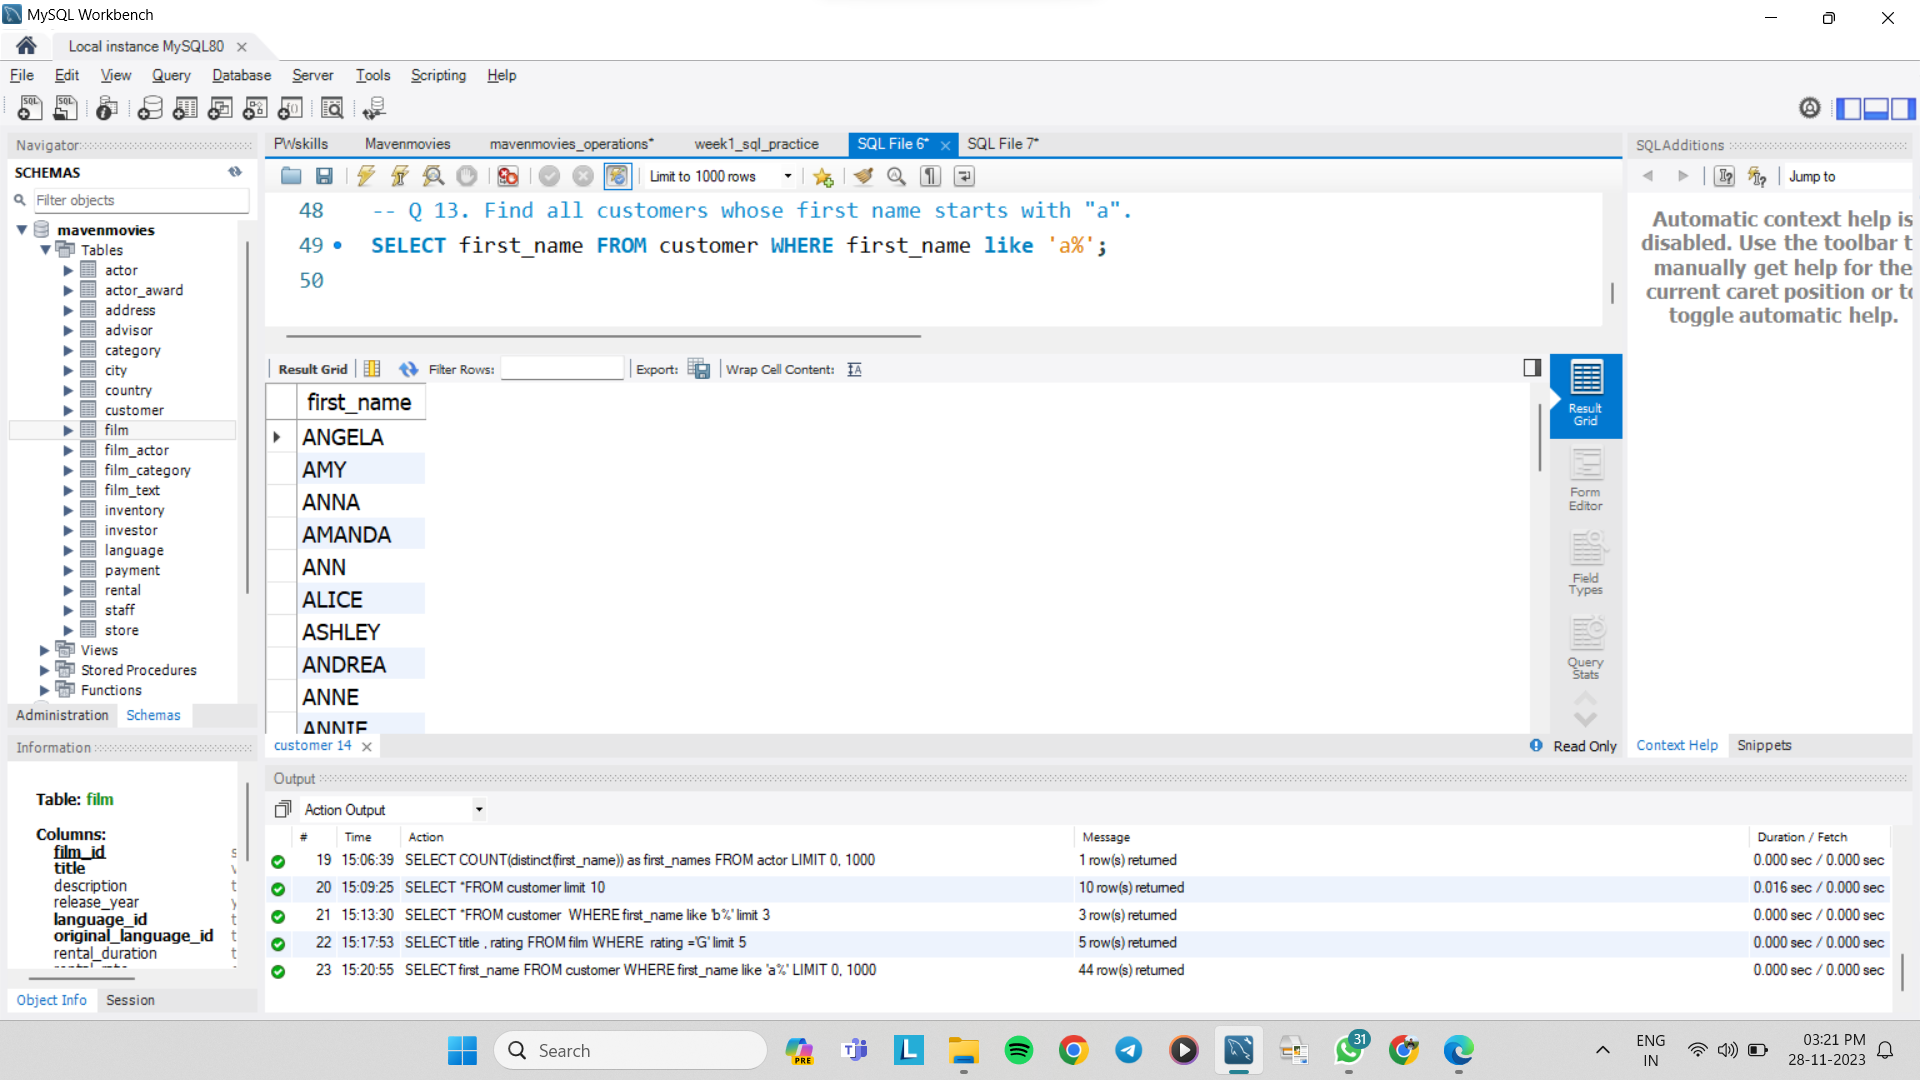 MySQL Workbench
Local instance MySQL80
File Edit View Query Database Server Tools Scripting Help
Navigator
SCHEMAS
Filter objects
mavenmovies
Tables
actor
actor_award
address
advisor
category
city
country
customer
film
film_actor
film_category
film_text
inventory
investor
language
payment
rental
staff
store
Views
Stored Procedures
Functions
Administration Schemas
Information
Table: film
Columns:
film_id
title
description
release_year
language_id
original_language_id
rental_duration
Object Info Session
PWskills Mavenmovies mavenmovies_operations* week1_sql_practice SQL File 6* SQL File 7*
Limit to 1000 rows
48 -- Q 13. Find all customers whose first name starts with "a".
49 SELECT first_name FROM customer WHERE first_name like 'a%';
50
Result Grid Filter Rows: Export: Wrap Cell Content:
first_name
ANGELA
AMY
ANNA
AMANDA
ANN
ALICE
ASHLEY
ANDREA
ANNE
ANNIE
Result Grid
Form Editor
Field Types
Query Stats
customer 14
Read Only
SQLAdditions
Jump to
Automatic context help is
disabled. Use the toolbar t
manually get help for the
current caret position or to
toggle automatic help.
Context Help Snippets
Output
Action Output
# Time Action Message Duration / Fetch
19 15:06:39 SELECT COUNT(distinct(first_name)) as first_names FROM actor LIMIT 0, 1000 1 row(s) returned 0.000 sec / 0.000 sec
20 15:09:25 SELECT *FROM customer limit 10 10 row(s) returned 0.016 sec / 0.000 sec
21 15:13:30 SELECT *FROM customer WHERE first_name like 'b%' limit 3 3 row(s) returned 0.000 sec / 0.000 sec
22 15:17:53 SELECT title , rating FROM film WHERE rating ='G' limit 5 5 row(s) returned 0.000 sec / 0.000 sec
23 15:20:55 SELECT first_name FROM customer WHERE first_name like 'a%' LIMIT 0, 1000 44 row(s) returned 0.000 sec / 0.000 sec
Search
PRE
31
ENG
IN
03:21 PM
28-11-2023